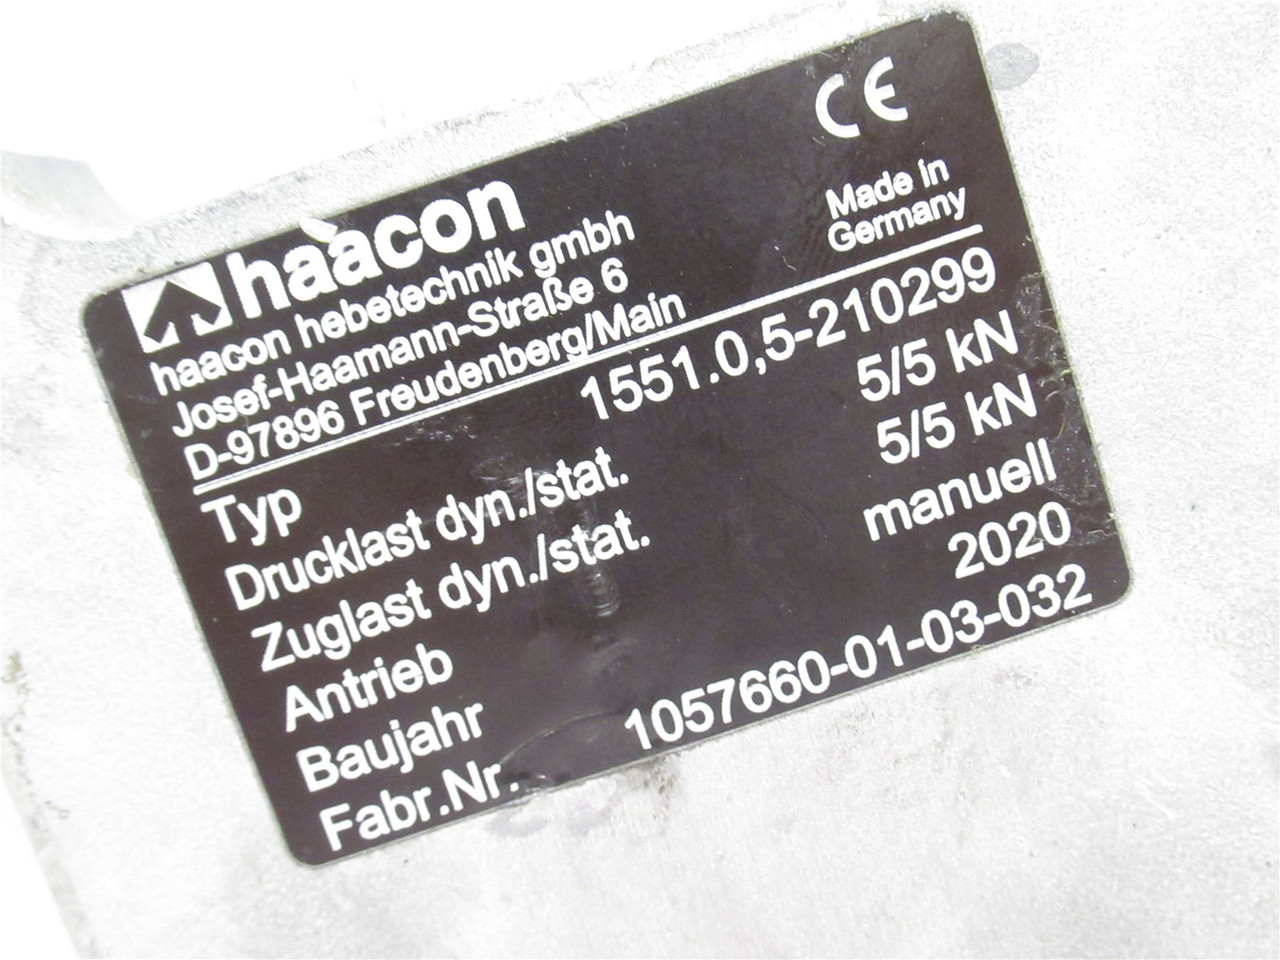 CE
haacon
Made in
Germany
haacon hebetechnik gmbh
Josef-Haamann-Straße 6
D-97896 Freudenberg/Main
Typ 1551.0,5-210299
Drucklast dyn./stat. 5/5 kN
Zuglast dyn./stat. 5/5 kN
Antrieb manuell
Baujahr 2020
Fabr.Nr. 1057660-01-03-032